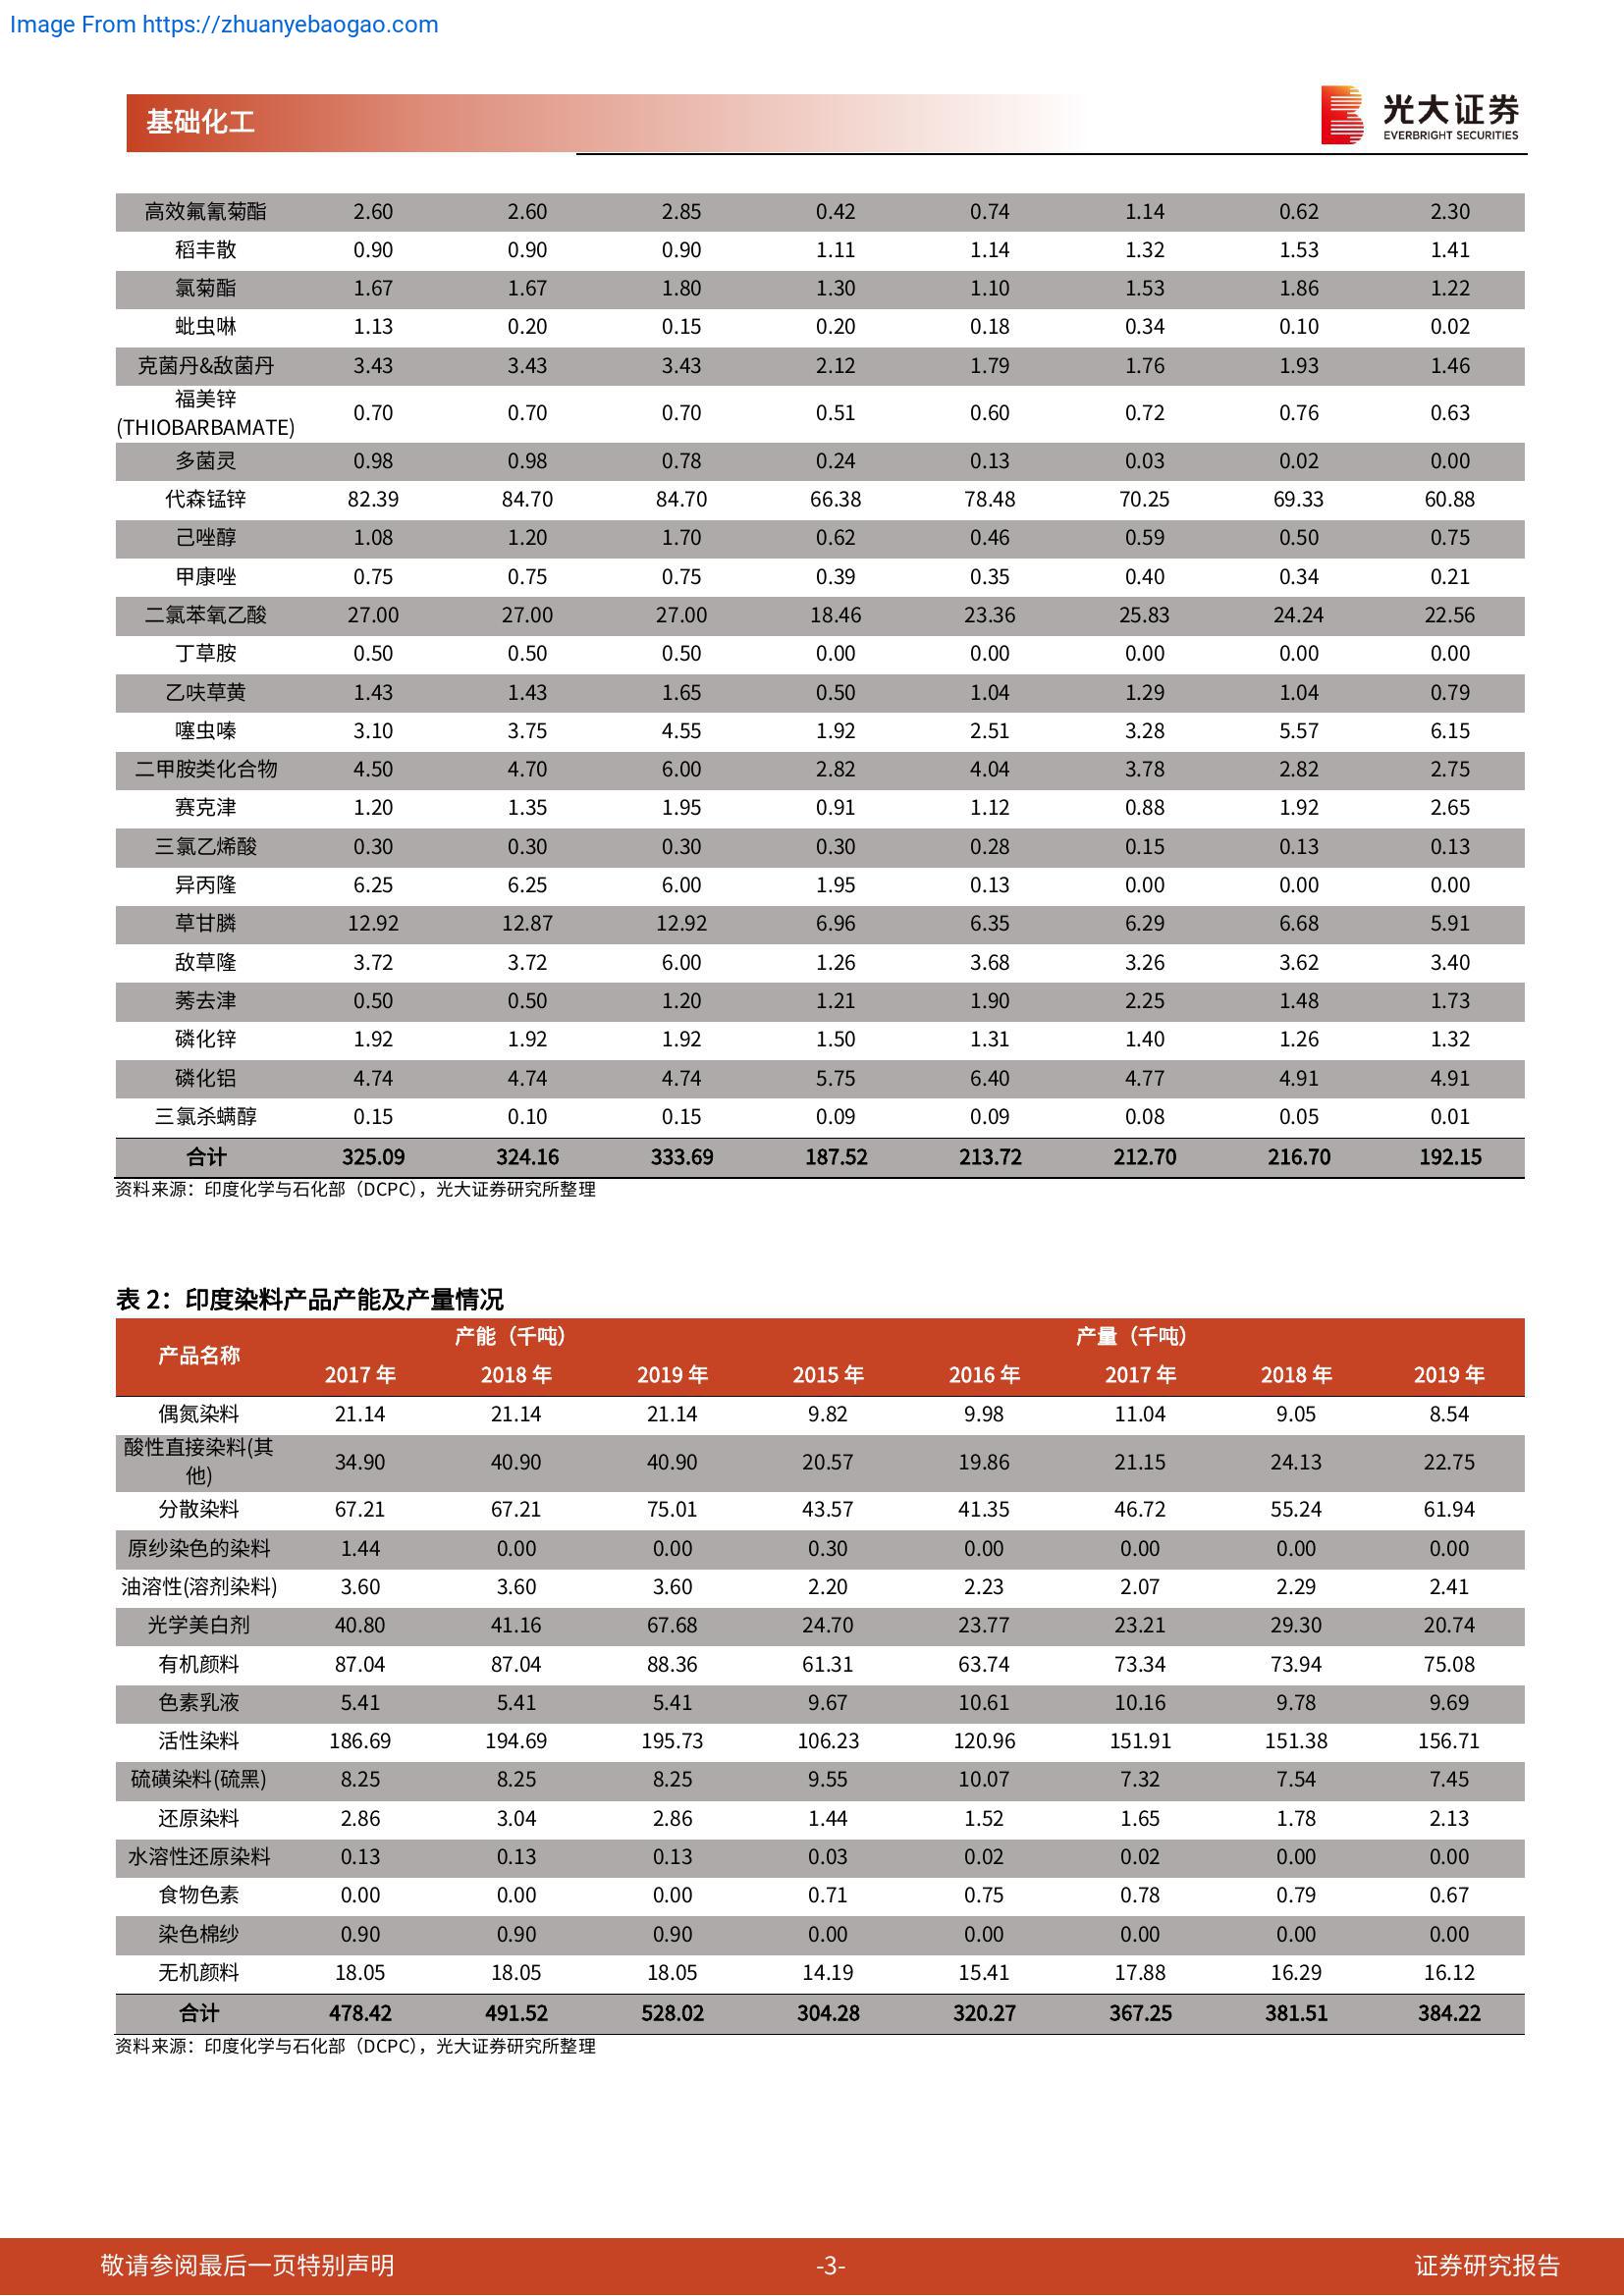 Image From https://zhuanyebaogao.com
基础化工
光大证券
EVERBRIGHT SECURITIES
高效氟氰菊酯 2.60 2.60 2.85 0.42 0.74 1.14 0.62 2.30
稻丰散 0.90 0.90 0.90 1.11 1.14 1.32 1.53 1.41
氯菊酯 1.67 1.67 1.80 1.30 1.10 1.53 1.86 1.22
蚍虫啉 1.13 0.20 0.15 0.20 0.18 0.34 0.10 0.02
克菌丹&敌菌丹 3.43 3.43 3.43 2.12 1.79 1.76 1.93 1.46
福美锌
(THIOBARBAMATE) 0.70 0.70 0.70 0.51 0.60 0.72 0.76 0.63
多菌灵 0.98 0.98 0.78 0.24 0.13 0.03 0.02 0.00
代森锰锌 82.39 84.70 84.70 66.38 78.48 70.25 69.33 60.88
己唑醇 1.08 1.20 1.70 0.62 0.46 0.59 0.50 0.75
甲康唑 0.75 0.75 0.75 0.39 0.35 0.40 0.34 0.21
二氯苯氧乙酸 27.00 27.00 27.00 18.46 23.36 25.83 24.24 22.56
丁草胺 0.50 0.50 0.50 0.00 0.00 0.00 0.00 0.00
乙呋草黄 1.43 1.43 1.65 0.50 1.04 1.29 1.04 0.79
噻虫嗪 3.10 3.75 4.55 1.92 2.51 3.28 5.57 6.15
二甲胺类化合物 4.50 4.70 6.00 2.82 4.04 3.78 2.82 2.75
赛克津 1.20 1.35 1.95 0.91 1.12 0.88 1.92 2.65
三氯乙烯酸 0.30 0.30 0.30 0.30 0.28 0.15 0.13 0.13
异丙隆 6.25 6.25 6.00 1.95 0.13 0.00 0.00 0.00
草甘膦 12.92 12.87 12.92 6.96 6.35 6.29 6.68 5.91
敌草隆 3.72 3.72 6.00 1.26 3.68 3.26 3.62 3.40
莠去津 0.50 0.50 1.20 1.21 1.90 2.25 1.48 1.73
磷化锌 1.92 1.92 1.92 1.50 1.31 1.40 1.26 1.32
磷化铝 4.74 4.74 4.74 5.75 6.40 4.77 4.91 4.91
三氯杀螨醇 0.15 0.10 0.15 0.09 0.09 0.08 0.05 0.01
合计 325.09 324.16 333.69 187.52 213.72 212.70 216.70 192.15
资料来源：印度化学与石化部（DCPC），光大证券研究所整理
表 2：印度染料产品产能及产量情况
产品名称 产能（千吨） 产量（千吨）
2017 年 2018 年 2019 年 2015 年 2016 年 2017 年 2018 年 2019 年
偶氮染料 21.14 21.14 21.14 9.82 9.98 11.04 9.05 8.54
酸性直接染料(其
他) 34.90 40.90 40.90 20.57 19.86 21.15 24.13 22.75
分散染料 67.21 67.21 75.01 43.57 41.35 46.72 55.24 61.94
原纱染色的染料 1.44 0.00 0.00 0.30 0.00 0.00 0.00 0.00
油溶性(溶剂染料) 3.60 3.60 3.60 2.20 2.23 2.07 2.29 2.41
光学美白剂 40.80 41.16 67.68 24.70 23.77 23.21 29.30 20.74
有机颜料 87.04 87.04 88.36 61.31 63.74 73.34 73.94 75.08
色素乳液 5.41 5.41 5.41 9.67 10.61 10.16 9.78 9.69
活性染料 186.69 194.69 195.73 106.23 120.96 151.91 151.38 156.71
硫磺染料(硫黑) 8.25 8.25 8.25 9.55 10.07 7.32 7.54 7.45
还原染料 2.86 3.04 2.86 1.44 1.52 1.65 1.78 2.13
水溶性还原染料 0.13 0.13 0.13 0.03 0.02 0.02 0.00 0.00
食物色素 0.00 0.00 0.00 0.71 0.75 0.78 0.79 0.67
染色棉纱 0.90 0.90 0.90 0.00 0.00 0.00 0.00 0.00
无机颜料 18.05 18.05 18.05 14.19 15.41 17.88 16.29 16.12
合计 478.42 491.52 528.02 304.28 320.27 367.25 381.51 384.22
资料来源：印度化学与石化部（DCPC），光大证券研究所整理
敬请参阅最后一页特别声明 -3- 证券研究报告